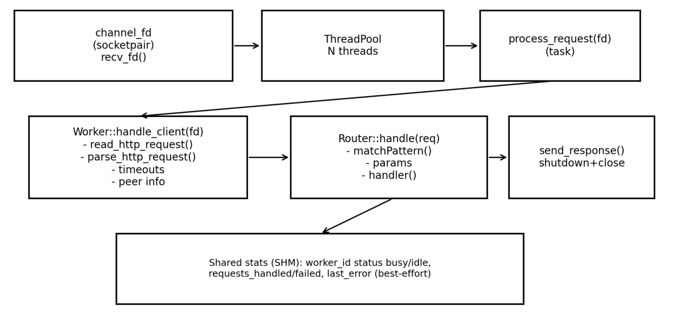 channel_fd
(socketpair)
recv_fd()
ThreadPool
N threads
process_request(fd)
(task)
Worker::handle_client(fd)
- read_http_request()
- parse_http_request()
- timeouts
- peer info
Router::handle(req)
- matchPattern()
- params
- handler()
send_response()
shutdown+close
Shared stats (SHM): worker_id status busy/idle,
requests_handled/failed, last_error (best-effort)